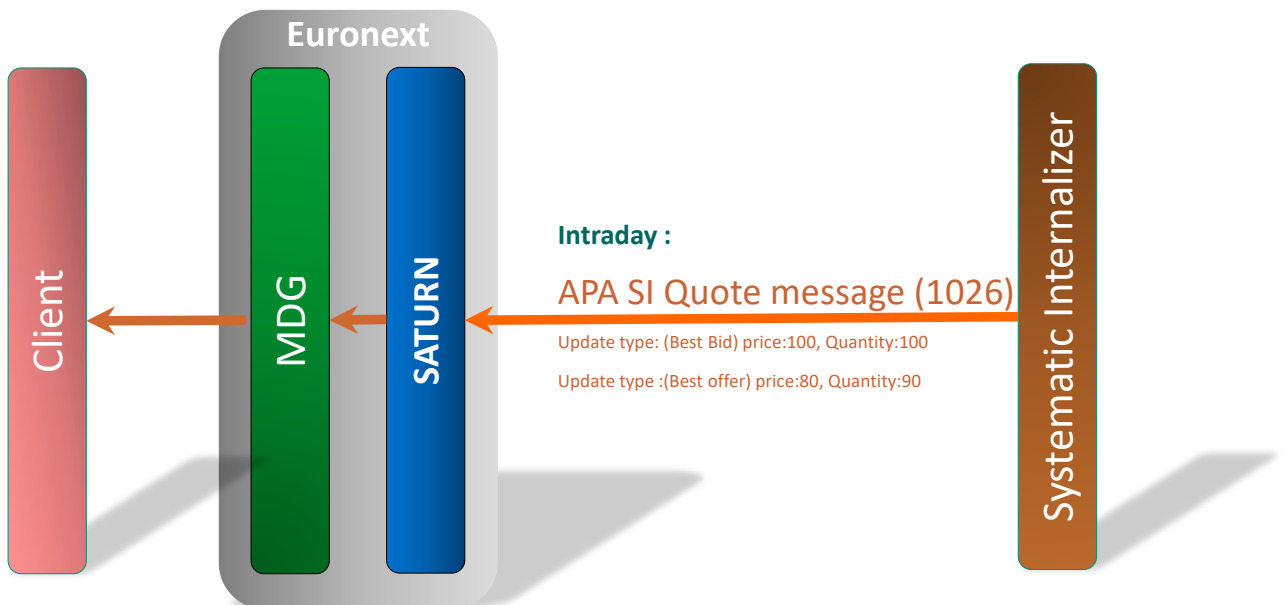 Euronext
Client
MDG
SATURN
Intraday :
APA SI Quote message (1026)
Update type: (Best Bid) price:100, Quantity:100
Update type :(Best offer) price:80, Quantity:90
Systematic Internalizer